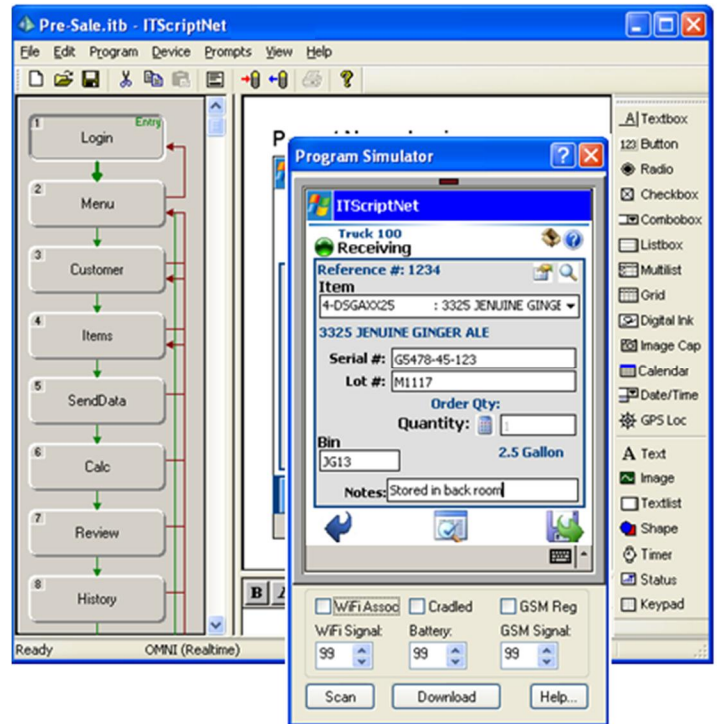 Pre-Sale.itb - ITScriptNet
File Edit Program Device Prompts View Help
1 Login Entry
2 Menu
3 Customer
4 Items
5 SendData
6 Calc
7 Review
8 History
Ready OMNI (Realtime)
B
Program Simulator
ITScriptNet
Truck 100
Receiving
Reference #: 1234
Item
4-DSGAXX25 : 3325 JENUINE GINGE
3325 JENUINE GINGER ALE
Serial #: G5478-45-123
Lot #: M1117
Order Qty:
Quantity: 1
Bin
JG13
2.5 Gallon
Notes: Stored in back room
WiFi Assoc Cradled GSM Reg
WiFi Signal: Battery: GSM Signal:
99 99 99
Scan Download Help...
A Textbox
123 Button
Radio
Checkbox
Combobox
Listbox
Multilist
Grid
Digital Ink
Image Cap
Calendar
Date/Time
GPS Loc
A Text
Image
Textlist
Shape
Timer
Status
Keypad